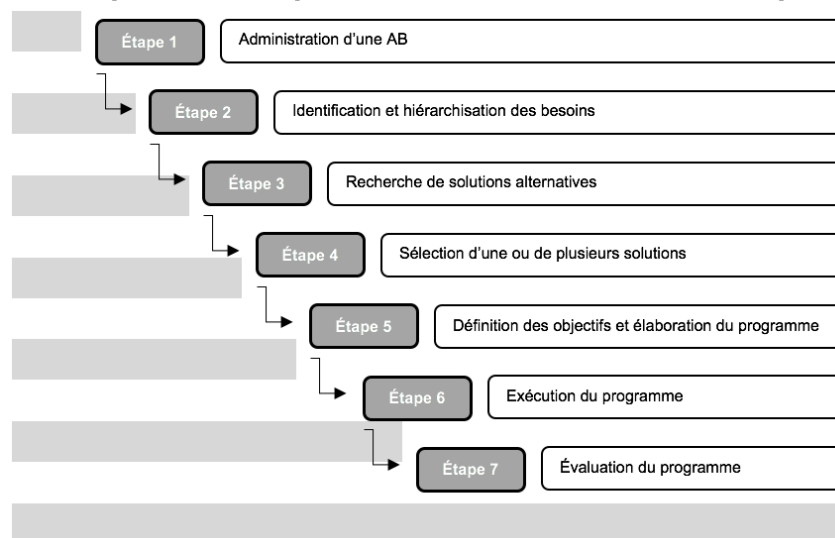 Étape 1 Administration d'une AB
Étape 2 Identification et hiérarchisation des besoins
Étape 3 Recherche de solutions alternatives
Étape 4 Sélection d'une ou de plusieurs solutions
Étape 5 Définition des objectifs et élaboration du programme
Étape 6 Exécution du programme
Étape 7 Évaluation du programme